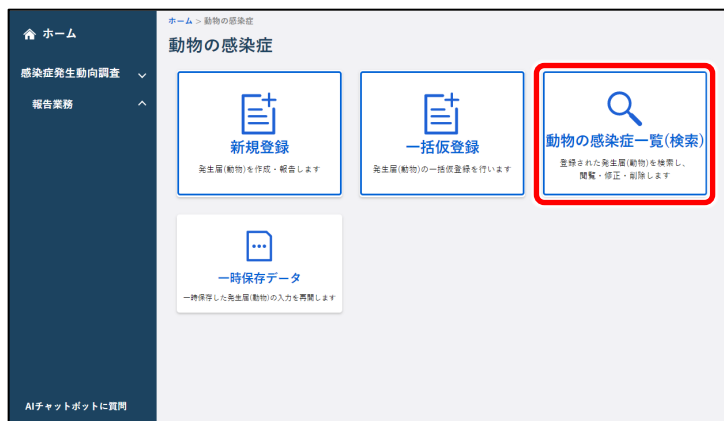 ホーム
感染症発生動向調査
報告業務
AIチャットボットに質問
ホーム > 動物の感染症
動物の感染症
新規登録
発生届(動物)を作成・報告します
一括仮登録
発生届(動物)の一括仮登録を行います
動物の感染症一覧(検索)
登録された発生届(動物)を検索し、
閲覧・修正・削除します
一時保存データ
一時保存した発生届(動物)の入力を再開します